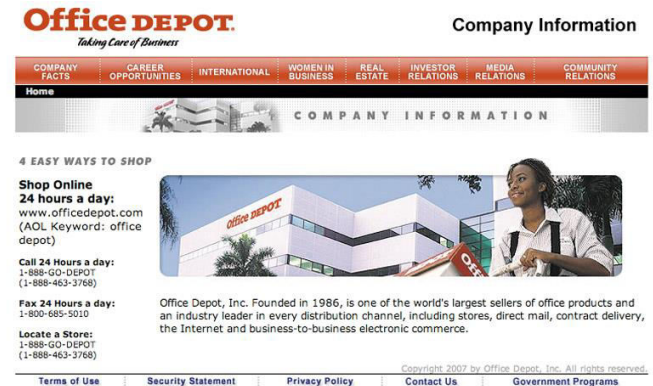 Office DEPOT.
Taking Care of Business
Company Information
COMPANY FACTS
CAREER OPPORTUNITIES
INTERNATIONAL
WOMEN IN BUSINESS
REAL ESTATE
INVESTOR RELATIONS
MEDIA RELATIONS
COMMUNITY RELATIONS
Home
COMPANY INFORMATION
4 EASY WAYS TO SHOP
Shop Online
24 hours a day:
www.officedepot.com
(AOL Keyword: office
depot)
Call 24 Hours a day:
1-888-GO-DEPOT
(1-888-463-3768)
Fax 24 Hours a day:
1-800-685-5010
Locate a Store:
1-888-GO-DEPOT
(1-888-463-3768)
Office DEPOT
Office Depot, Inc. Founded in 1986, is one of the world's largest sellers of office products and
an industry leader in every distribution channel, including stores, direct mail, contract delivery,
the Internet and business-to-business electronic commerce.
Copyright 2007 by Office Depot, Inc. All rights reserved.
Terms of Use
Security Statement
Privacy Policy
Contact Us
Government Programs